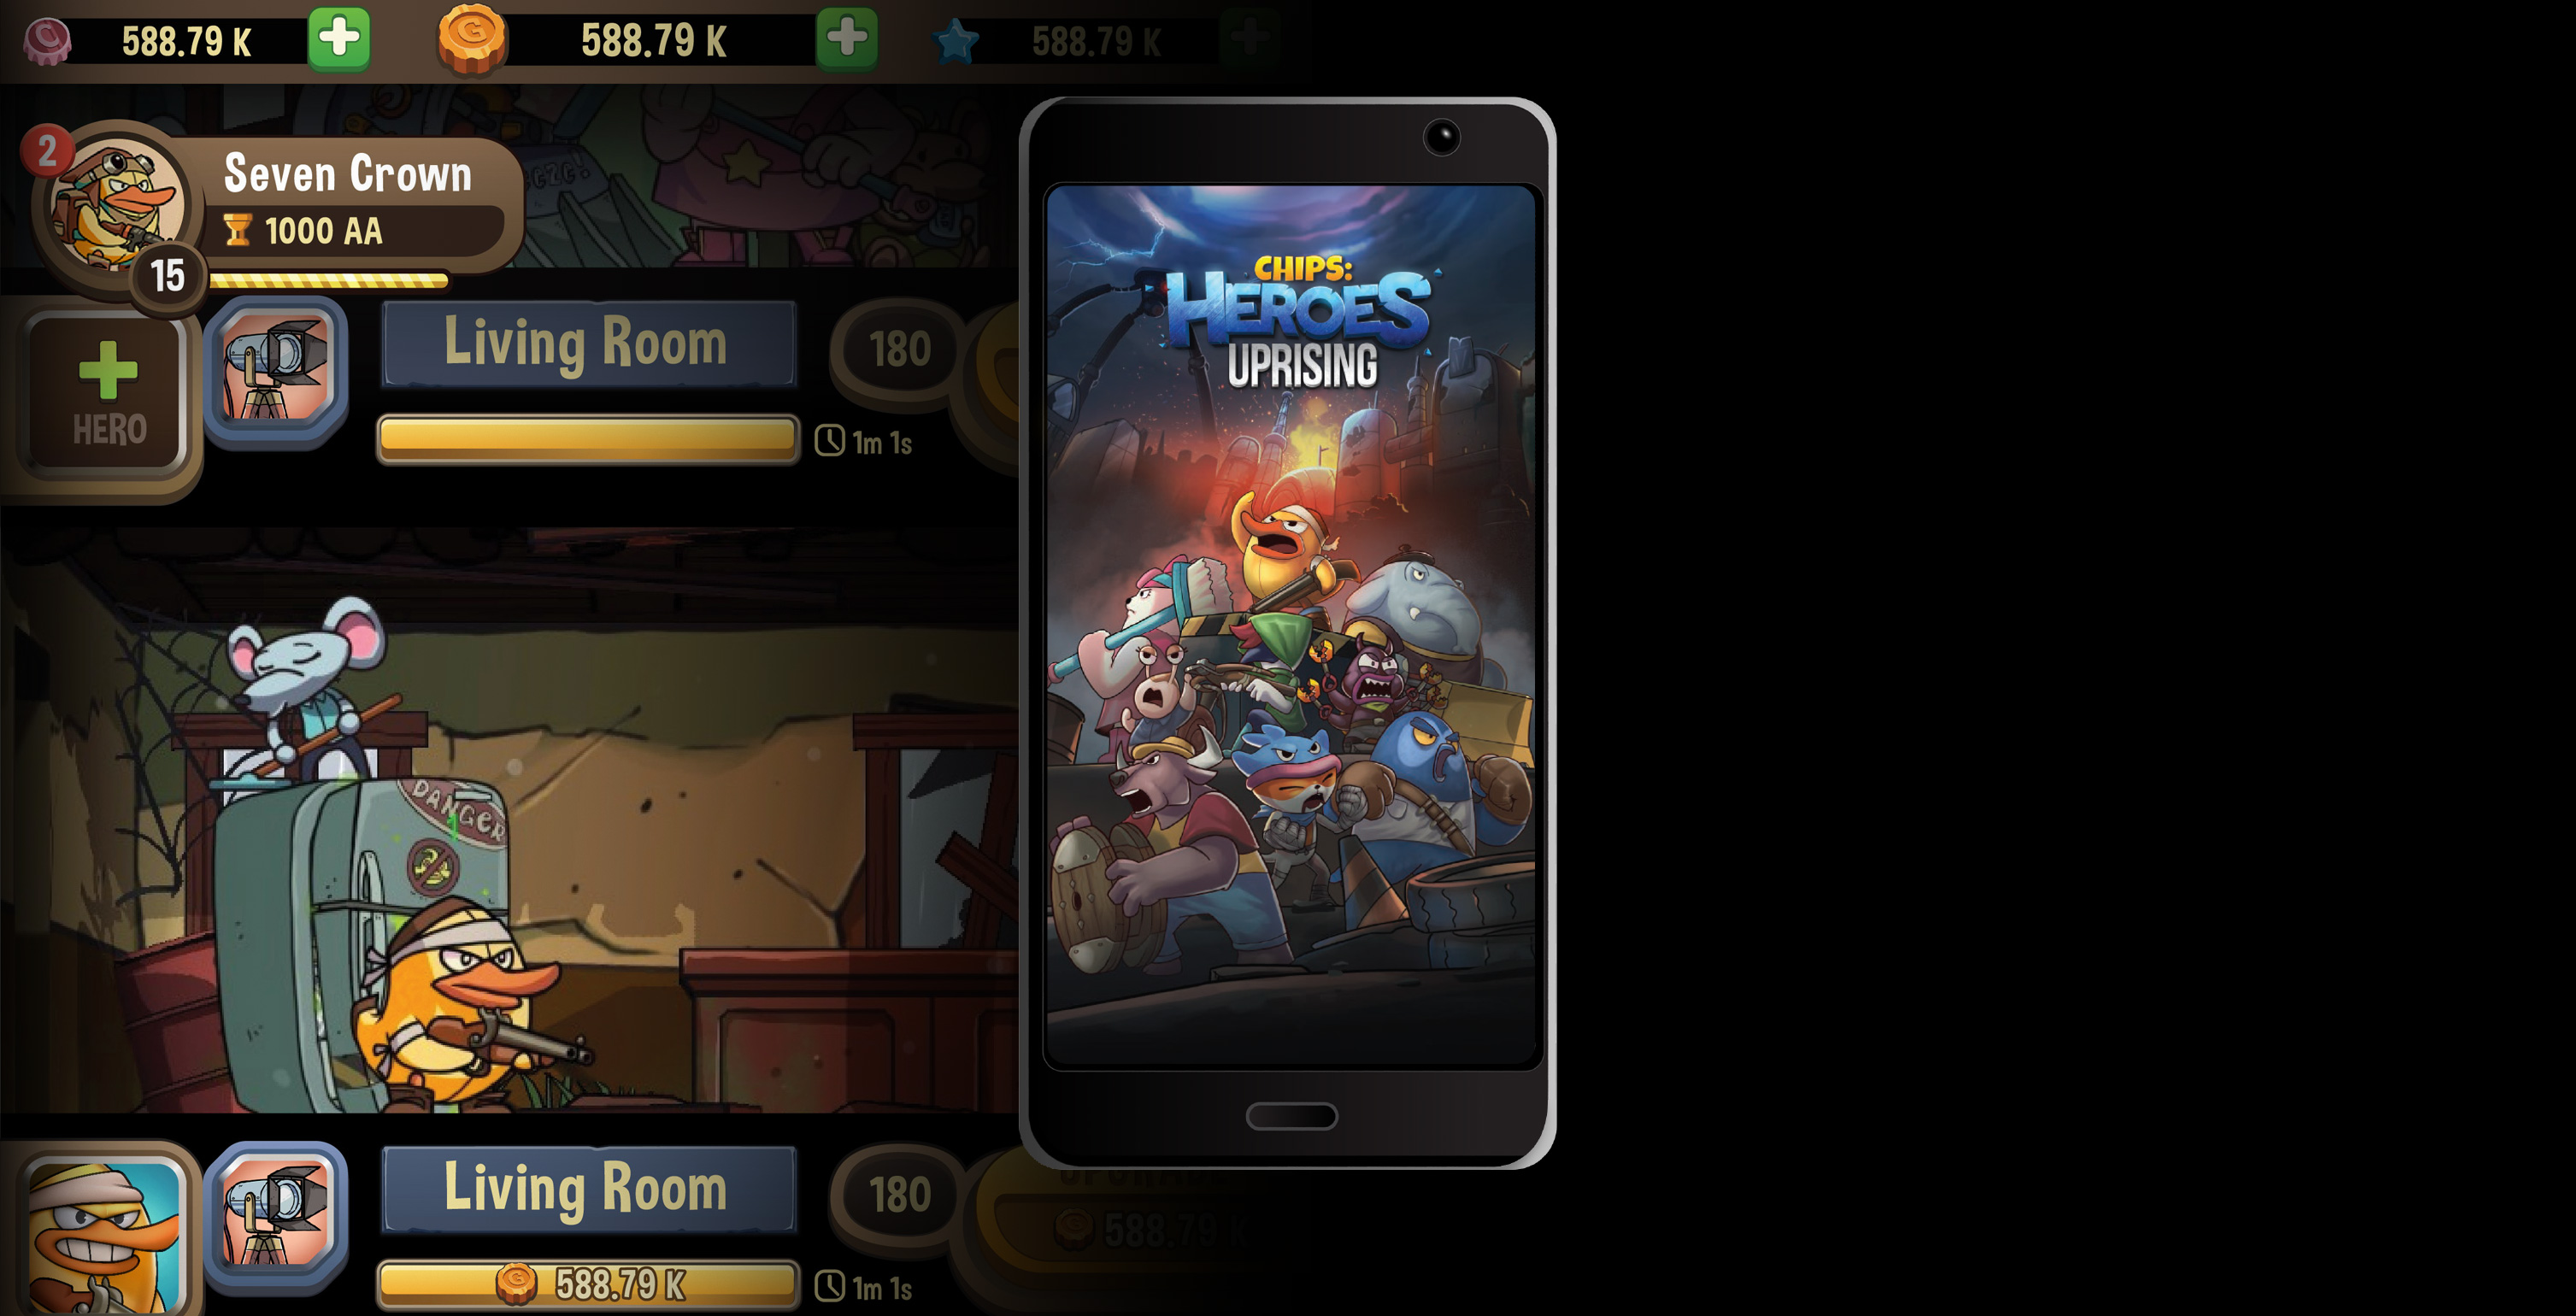 588.79 K
588.79 K
588.79 K
2
Seven Crown
1000 AA
15
HERO
Living Room
180
1m 1s
DANGER
Living Room
180
588.79 K
588.79 K
1m 1s
CHIPS:
HEROES
UPRISING